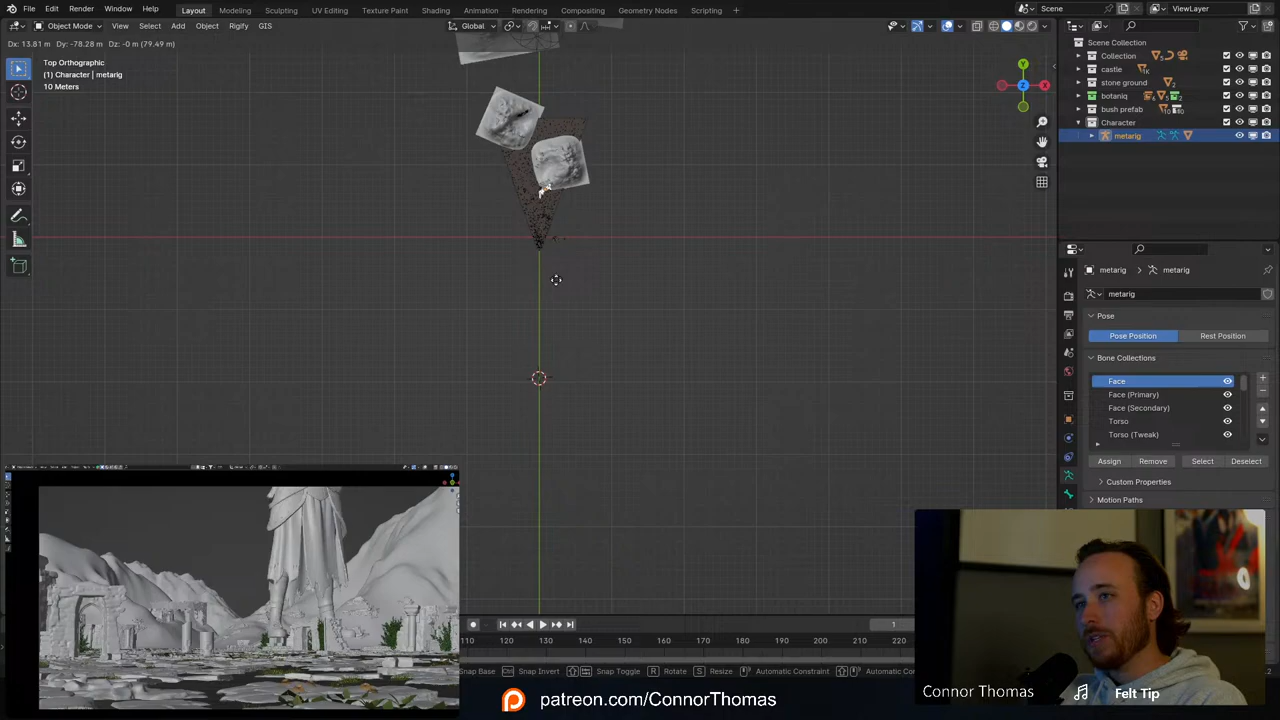 File Edit Render Window Help Layout Modeling Sculpting UV Editing Texture Paint Shading Animation Rendering Compositing Geometry Nodes Scripting + Scene ViewLayer
Object Mode View Select Add Object Rigify GIS Global
Dx: 13.81 m Dy: -78.28 m Dz: -0 m (79.49 m)
Top Orthographic
(1) Character | metarig
10 Meters
Y
X
Z
Scene Collection
Collection
castle
stone ground
botaniq
bush prefab
Character
metarig
metarig > metarig
metarig
Pose
Pose Position Rest Position
Bone Collections
Face
Face (Primary)
Face (Secondary)
Torso
Torso (Tweak)
Assign Remove Select Deselect
Custom Properties
Motion Paths
1
120 130 140 150 160 170 180 190 200 210 220
Snap Base Ctrl Snap Invert Snap Toggle R Rotate S Resize Automatic Constraint Automatic Co
patreon.com/ConnorThomas
Connor Thomas Felt Tip